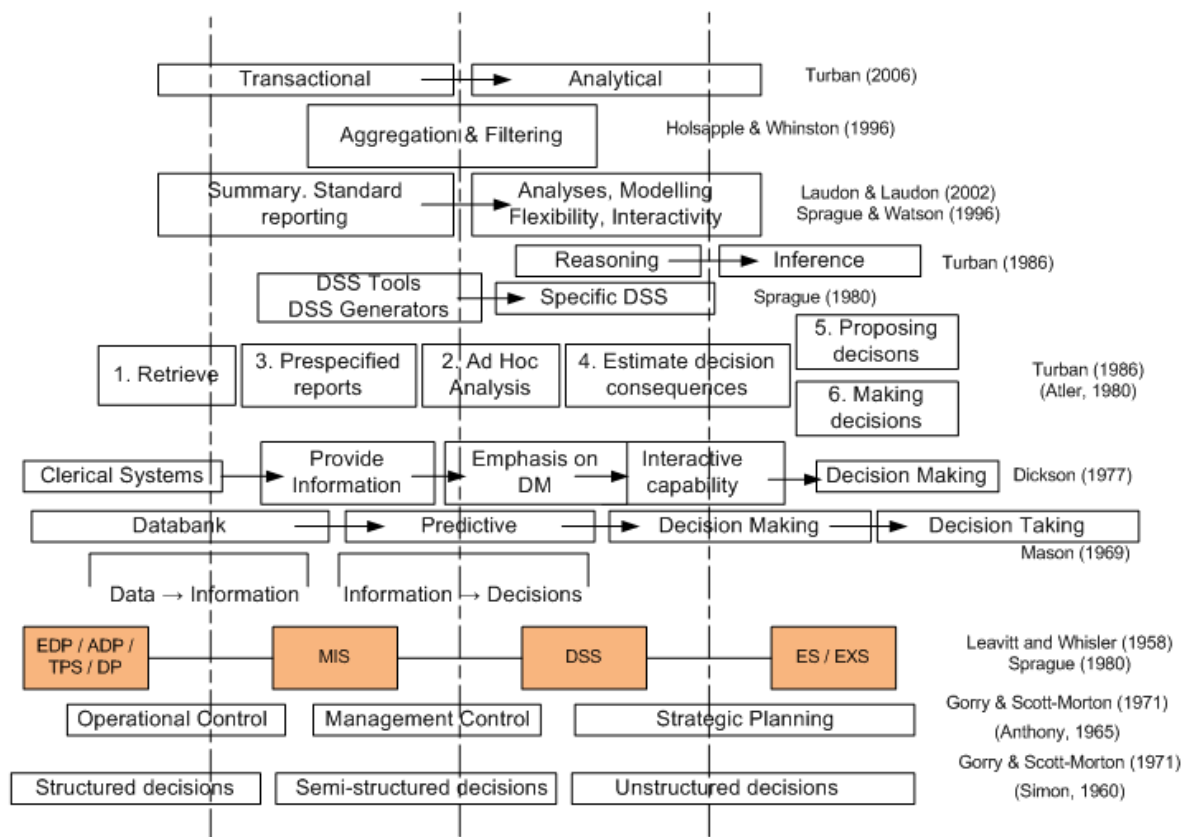 Transactional
Analytical
Turban (2006)
Aggregation & Filtering
Holsapple & Whinston (1996)
Summary. Standard
reporting
Analyses, Modelling
Flexibility, Interactivity
Laudon & Laudon (2002)
Sprague & Watson (1996)
Reasoning
Inference
Turban (1986)
DSS Tools
DSS Generators
Specific DSS
Sprague (1980)
1. Retrieve
3. Prespecified
reports
2. Ad Hoc
Analysis
4. Estimate decision
consequences
5. Proposing
decisons
6. Making
decisions
Turban (1986)
(Atler, 1980)
Clerical Systems
Provide
Information
Emphasis on
DM
Interactive
capability
Decision Making
Dickson (1977)
Databank
Predictive
Decision Making
Decision Taking
Mason (1969)
Data → Information
Information → Decisions
EDP / ADP /
TPS / DP
MIS
DSS
ES / EXS
Leavitt and Whisler (1958)
Sprague (1980)
Operational Control
Management Control
Strategic Planning
Gorry & Scott-Morton (1971)
(Anthony, 1965)
Structured decisions
Semi-structured decisions
Unstructured decisions
Gorry & Scott-Morton (1971)
(Simon, 1960)